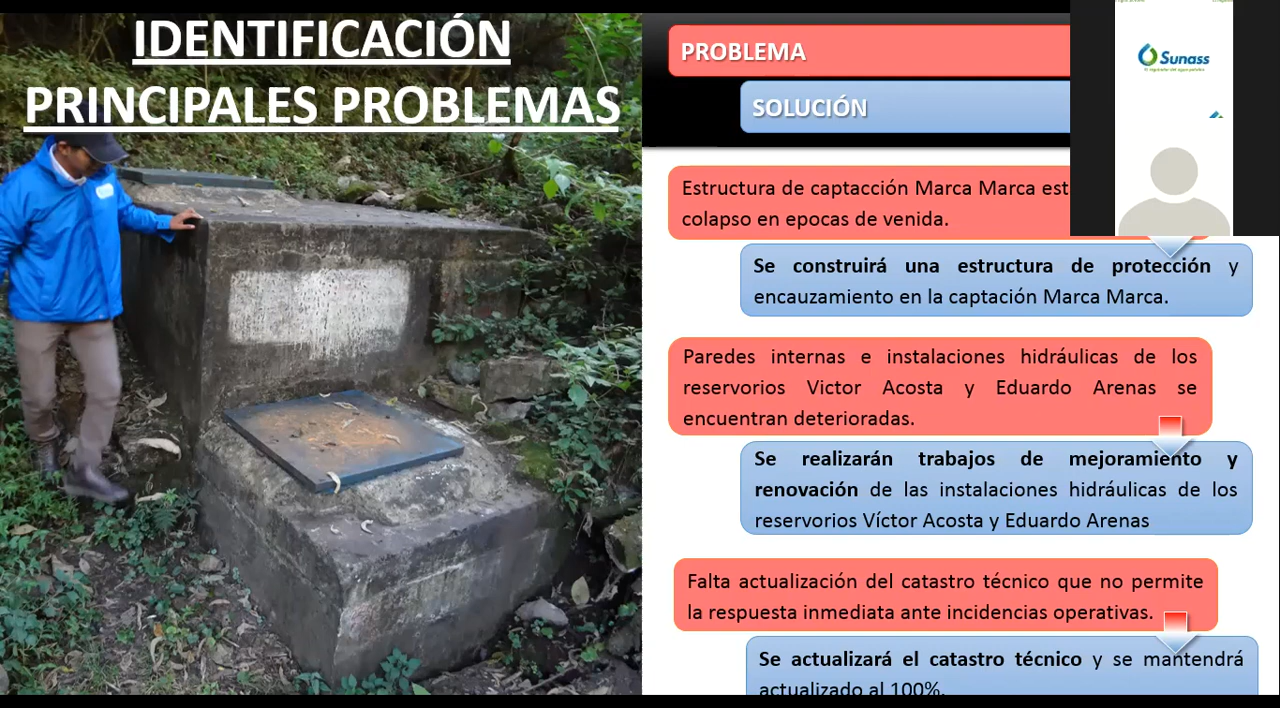 IDENTIFICACIÓN
PRINCIPALES PROBLEMAS
PROBLEMA
SOLUCIÓN
Sunass
Estructura de captacción Marca Marca est
colapso en epocas de venida.
Se construirá una estructura de protección y
encauzamiento en la captación Marca Marca.
Paredes internas e instalaciones hidráulicas de los
reservorios Victor Acosta y Eduardo Arenas se
encuentran deterioradas.
Se realizarán trabajos de mejoramiento y
renovación de las instalaciones hidráulicas de los
reservorios Víctor Acosta y Eduardo Arenas
Falta actualización del catastro técnico que no permite
la respuesta inmediata ante incidencias operativas.
Se actualizará el catastro técnico y se mantendrá
actualizado al 100%.